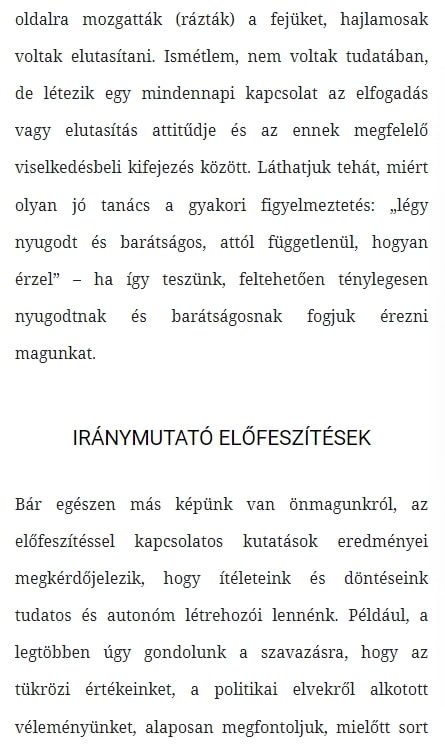 oldalra mozgatták (rázták) a fejüket, hajlamosak
voltak elutasítani. Ismétlem, nem voltak tudatában,
de létezik egy mindennapi kapcsolat az elfogadás
vagy elutasítás attitűdje és az ennek megfelelő
viselkedésbeli kifejezés között. Láthatjuk tehát, miért
olyan jó tanács a gyakori figyelmeztetés: „légy
nyugodt és barátságos, attól függetlenül, hogyan
érzel” – ha így teszünk, feltehetően ténylegesen
nyugodtnak és barátságosnak fogjuk érezni
magunkat.
IRÁNYMUTATÓ ELŐFESZÍTÉSEK
Bár egészen más képünk van önmagunkról, az
előfeszítéssel kapcsolatos kutatások eredményei
megkérdőjelezik, hogy ítéleteink és döntéseink
tudatos és autonóm létrehozói lennénk. Például, a
legtöbben úgy gondolunk a szavazásra, hogy az
tükrözi értékeinket, a politikai elvekről alkotott
véleményünket, alaposan megfontoljuk, mielőtt sort